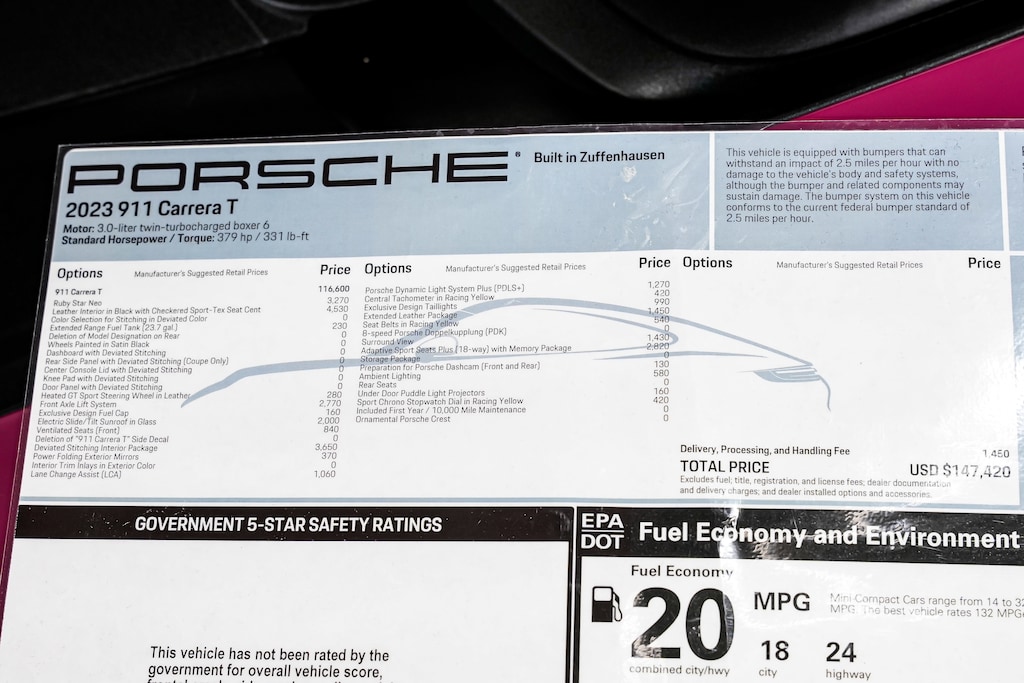 PORSCHE®
Built in Zuffenhausen
2023 911 Carrera T
Motor: 3.0-liter twin-turbocharged boxer 6
Standard Horsepower / Torque: 379 hp / 331 lb-ft
This vehicle is equipped with bumpers that can
withstand an impact of 2.5 miles per hour with no
damage to the vehicle's body and safety systems,
although the bumper and related components may
sustain damage. The bumper system on this vehicle
conforms to the current federal bumper standard of
2.5 miles per hour.
Options Manufacturer's Suggested Retail Prices Price
911 Carrera T 116,600
Ruby Star Neo 3,270
Leather Interior in Black with Checkered Sport-Tex Seat Cent 4,530
Color Selection for Stitching in Deviated Color 0
Extended Range Fuel Tank (23.7 gal.) 230
Deletion of Model Designation on Rear 0
Wheels Painted in Satin Black 0
Dashboard with Deviated Stitching 0
Rear Side Panel with Deviated Stitching (Coupe Only) 0
Center Console Lid with Deviated Stitching 0
Knee Pad with Deviated Stitching 0
Door Panel with Deviated Stitching 0
Heated GT Sport Steering Wheel in Leather 280
Front Axle Lift System 2,770
Exclusive Design Fuel Cap 160
Electric Slide/Tilt Sunroof in Glass 2,000
Ventilated Seats (Front) 840
Deletion of "911 Carrera T" Side Decal 0
Deviated Stitching Interior Package 3,650
Power Folding Exterior Mirrors 370
Interior Trim Inlays in Exterior Color 0
Lane Change Assist (LCA) 1,060
Options Manufacturer's Suggested Retail Prices Price
Porsche Dynamic Light System Plus (PDLS+) 1,270
Central Tachometer in Racing Yellow 420
Exclusive Design Taillights 990
Extended Leather Package 1,450
Seat Belts in Racing Yellow 540
8-speed Porsche Doppelkupplung (PDK) 0
Surround View 1,430
Adaptive Sport Seats Plus (18-way) with Memory Package 2,820
Storage Package 0
Preparation for Porsche Dashcam (Front and Rear) 130
Ambient Lighting 580
Rear Seats 0
Under Door Puddle Light Projectors 160
Sport Chrono Stopwatch Dial in Racing Yellow 420
Included First Year / 10,000 Mile Maintenance 0
Ornamental Porsche Crest 0
Options Manufacturer's Suggested Retail Prices Price
Delivery, Processing, and Handling Fee 1,450
TOTAL PRICE USD $147,420
Excludes fuel; title, registration, and license fees; dealer documentation
and delivery charges; and dealer installed options and accessories.
GOVERNMENT 5-STAR SAFETY RATINGS
This vehicle has not been rated by the
government for overall vehicle score,
EPA
DOT
Fuel Economy and Environment
Fuel Economy
20
MPG
combined city/hwy
18
city
24
highway
Mini-Compact Cars range from 14 to
MPG. The best vehicle rates 132